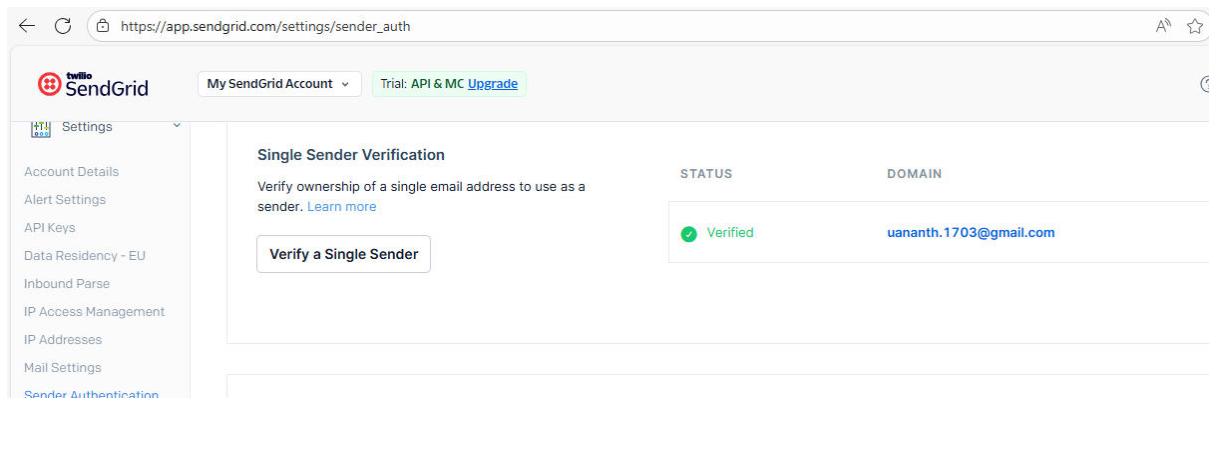 https://app.sendgrid.com/settings/sender_auth
twilio
SendGrid
My SendGrid Account
Trial: API & MC Upgrade
Settings
Account Details
Alert Settings
API Keys
Data Residency - EU
Inbound Parse
IP Access Management
IP Addresses
Mail Settings
Sender Authentication
Single Sender Verification
Verify ownership of a single email address to use as a
sender. Learn more
Verify a Single Sender
STATUS DOMAIN
Verified uananth.1703@gmail.com